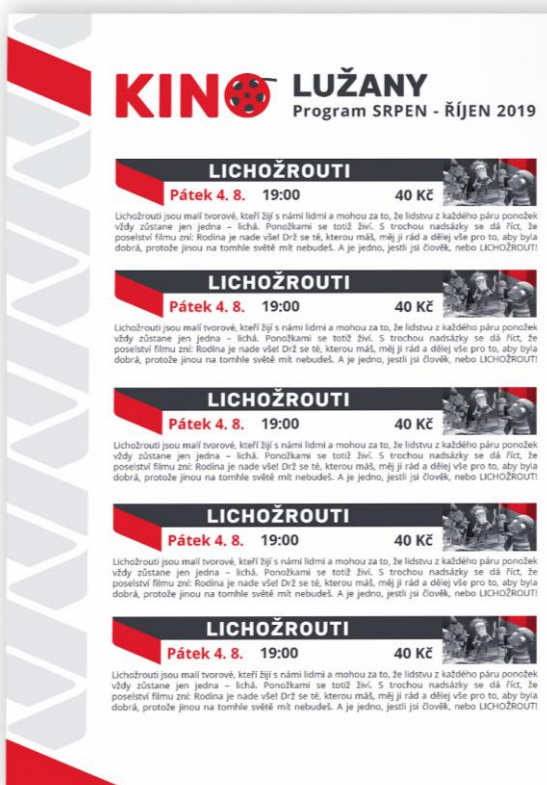 KINO LUŽANY
Program SRPEN - ŘÍJEN 2019
LICHOŽROUTI
Pátek 4. 8. 19:00 40 Kč
Lichožrouti jsou malí tvorové, kteří žijí s námi lidmi a mohou za to, že lidstvu z každého páru ponožek
vždy zůstane jen jedna – lichá. Ponožkami se totiž živí. S trochou nadsázky se dá říct, že
poselství filmu zní: Rodina je nade vše! Drž se té, kterou máš, měj ji rád a dělej vše pro to, aby byla
dobrá, protože jinou na tomhle světě mít nebudeš. A je jedno, jestli jsi člověk, nebo LICHOŽROUT!
LICHOŽROUTI
Pátek 4. 8. 19:00 40 Kč
Lichožrouti jsou malí tvorové, kteří žijí s námi lidmi a mohou za to, že lidstvu z každého páru ponožek
vždy zůstane jen jedna – lichá. Ponožkami se totiž živí. S trochou nadsázky se dá říct, že
poselství filmu zní: Rodina je nade vše! Drž se té, kterou máš, měj ji rád a dělej vše pro to, aby byla
dobrá, protože jinou na tomhle světě mít nebudeš. A je jedno, jestli jsi člověk, nebo LICHOŽROUT!
LICHOŽROUTI
Pátek 4. 8. 19:00 40 Kč
Lichožrouti jsou malí tvorové, kteří žijí s námi lidmi a mohou za to, že lidstvu z každého páru ponožek
vždy zůstane jen jedna – lichá. Ponožkami se totiž živí. S trochou nadsázky se dá říct, že
poselství filmu zní: Rodina je nade vše! Drž se té, kterou máš, měj ji rád a dělej vše pro to, aby byla
dobrá, protože jinou na tomhle světě mít nebudeš. A je jedno, jestli jsi člověk, nebo LICHOŽROUT!
LICHOŽROUTI
Pátek 4. 8. 19:00 40 Kč
Lichožrouti jsou malí tvorové, kteří žijí s námi lidmi a mohou za to, že lidstvu z každého páru ponožek
vždy zůstane jen jedna – lichá. Ponožkami se totiž živí. S trochou nadsázky se dá říct, že
poselství filmu zní: Rodina je nade vše! Drž se té, kterou máš, měj ji rád a dělej vše pro to, aby byla
dobrá, protože jinou na tomhle světě mít nebudeš. A je jedno, jestli jsi člověk, nebo LICHOŽROUT!
LICHOŽROUTI
Pátek 4. 8. 19:00 40 Kč
Lichožrouti jsou malí tvorové, kteří žijí s námi lidmi a mohou za to, že lidstvu z každého páru ponožek
vždy zůstane jen jedna – lichá. Ponožkami se totiž živí. S trochou nadsázky se dá říct, že
poselství filmu zní: Rodina je nade vše! Drž se té, kterou máš, měj ji rád a dělej vše pro to, aby byla
dobrá, protože jinou na tomhle světě mít nebudeš. A je jedno, jestli jsi člověk, nebo LICHOŽROUT!